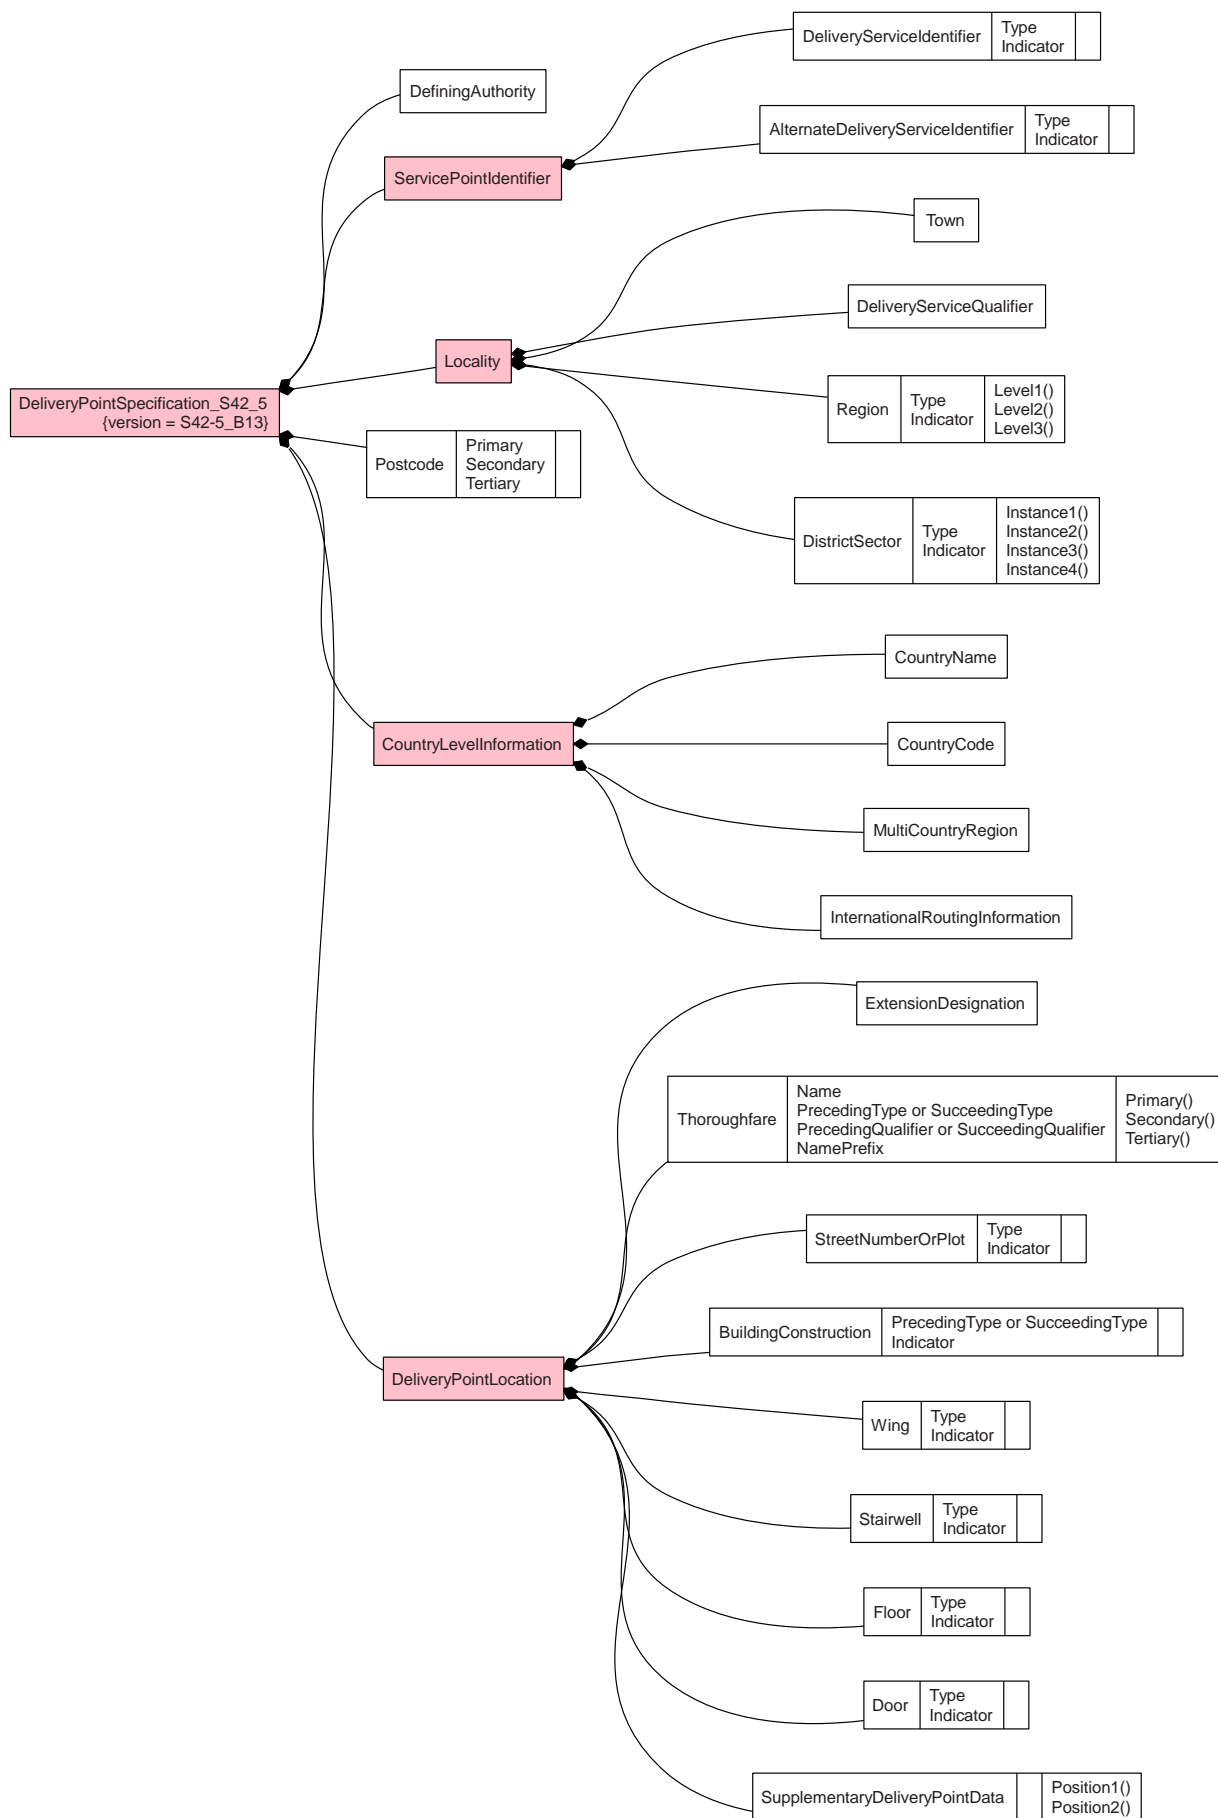 DeliveryServiceIdentifier
Type
Indicator
DefiningAuthority
AlternateDeliveryServiceIdentifier
Type
Indicator
ServicePointIdentifier
Town
DeliveryServiceQualifier
Locality
DeliveryPointSpecification_S42_5
{version = S42-5_B13}
Region
Type
Indicator
Level1()
Level2()
Level3()
Postcode
Primary
Secondary
Tertiary
DistrictSector
Type
Indicator
Instance1()
Instance2()
Instance3()
Instance4()
CountryName
CountryLevelInformation
CountryCode
MultiCountryRegion
InternationalRoutingInformation
ExtensionDesignation
Thoroughfare
Name
PrecedingType or SucceedingType
PrecedingQualifier or SucceedingQualifier
NamePrefix
Primary()
Secondary()
Tertiary()
StreetNumberOrPlot
Type
Indicator
BuildingConstruction
PrecedingType or SucceedingType
Indicator
DeliveryPointLocation
Wing
Type
Indicator
Stairwell
Type
Indicator
Floor
Type
Indicator
Door
Type
Indicator
SupplementaryDeliveryPointData
Position1()
Position2()